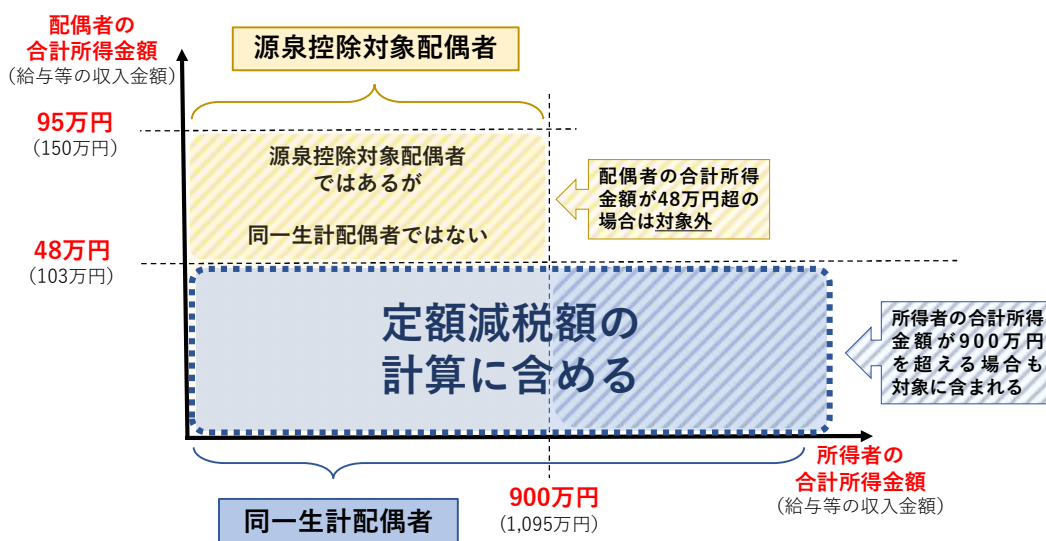 配偶者の
合計所得金額
(給与等の収入金額)
源泉控除対象配偶者
95万円
(150万円)
源泉控除対象配偶者
ではあるが
同一生計配偶者ではない
配偶者の合計所得
金額が48万円超の
場合は対象外
48万円
(103万円)
定額減税額の
計算に含める
所得者の合計所得
金額が900万円
を超える場合も
対象に含まれる
所得者の
合計所得金額
(給与等の収入金額)
900万円
(1,095万円)
同一生計配偶者